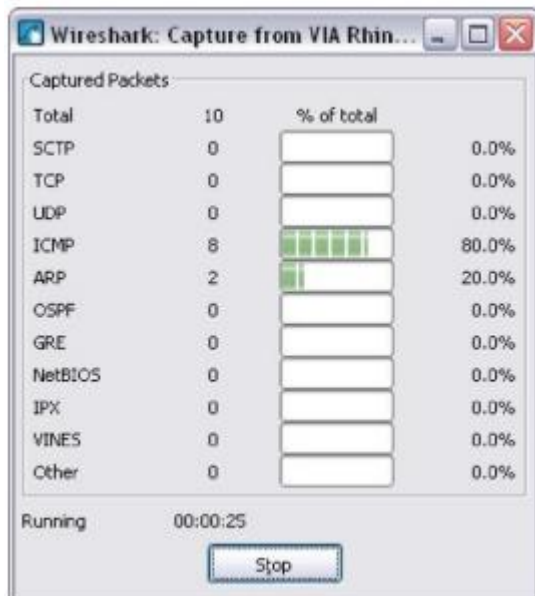 Wireshark: Capture from VIA Rhin...
Captured Packets
Total 10 % of total
SCTP 0 0.0%
TCP 0 0.0%
UDP 0 0.0%
ICMP 8 80.0%
ARP 2 20.0%
OSPF 0 0.0%
GRE 0 0.0%
NetBIOS 0 0.0%
IPX 0 0.0%
VINES 0 0.0%
Other 0 0.0%
Running 00:00:25
Stop